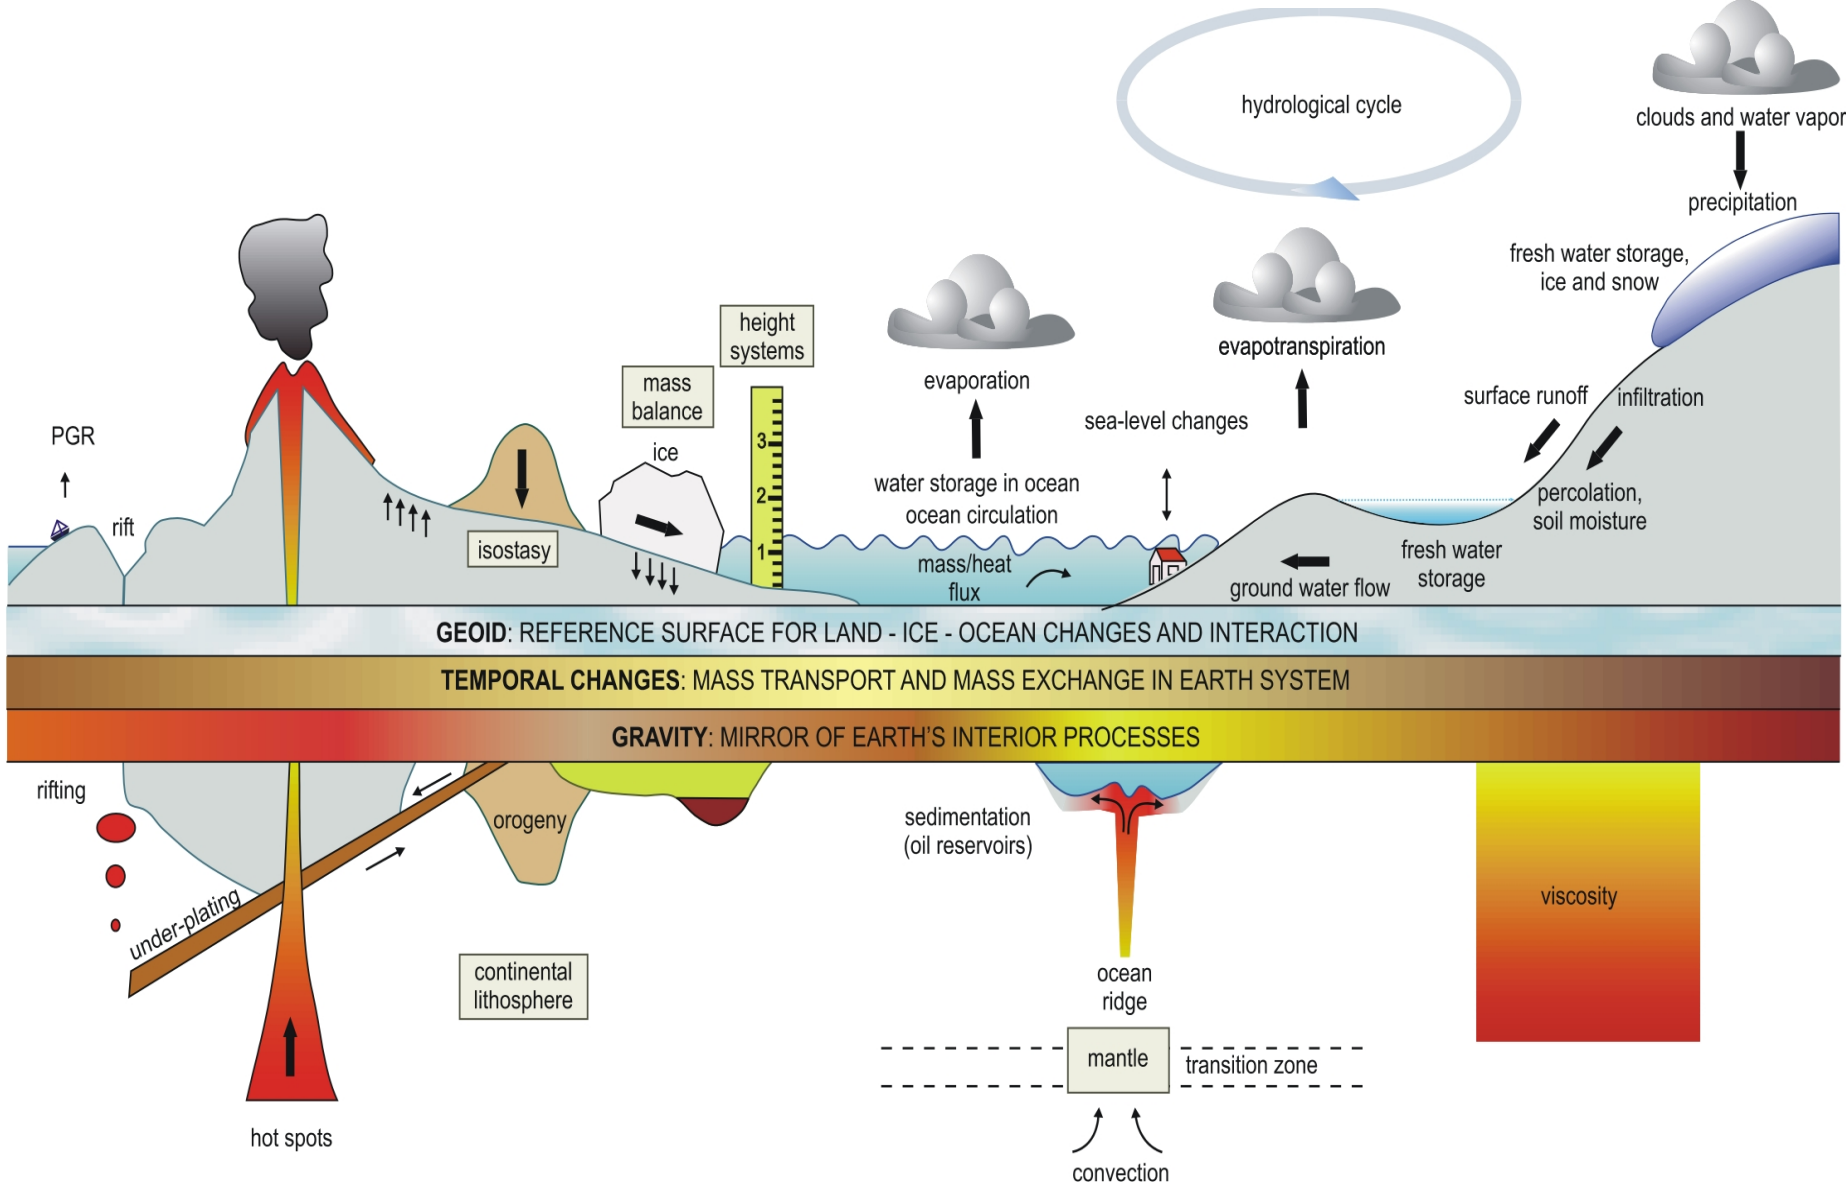 hydrological cycle
clouds and water vapor
precipitation
fresh water storage,
ice and snow
height
systems
evapotranspiration
mass
balance
evaporation
surface runoff
infiltration
sea-level changes
PGR
3
ice
water storage in ocean
ocean circulation
2
percolation,
soil moisture
rift
isostasy
1
mass/heat
flux
fresh water
storage
ground water flow
GEOID: REFERENCE SURFACE FOR LAND - ICE - OCEAN CHANGES AND INTERACTION
TEMPORAL CHANGES: MASS TRANSPORT AND MASS EXCHANGE IN EARTH SYSTEM
GRAVITY: MIRROR OF EARTH'S INTERIOR PROCESSES
rifting
orogeny
sedimentation
(oil reservoirs)
under-plating
viscosity
continental
lithosphere
ocean
ridge
mantle
transition zone
hot spots
convection